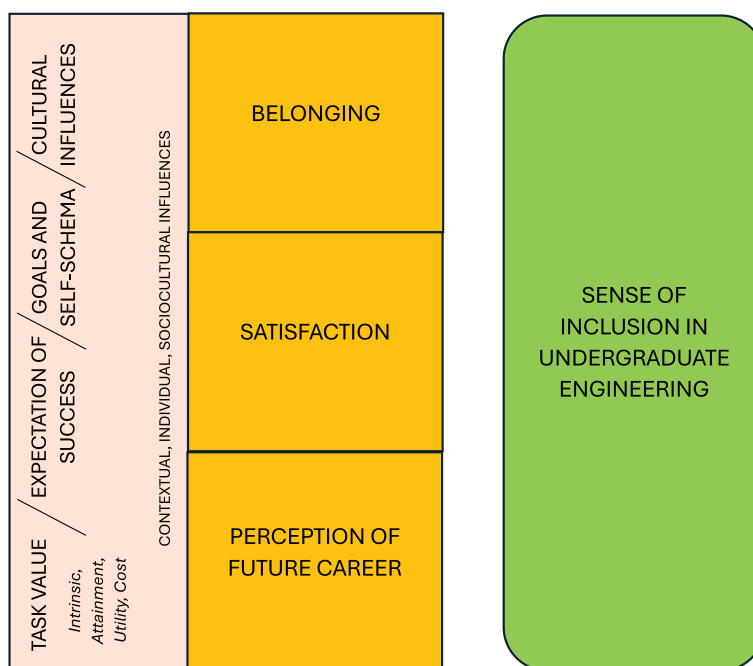 TASK VALUE
Intrinsic,
Attainment,
Utility, Cost
EXPECTATION OF
SUCCESS
GOALS AND
SELF-SCHEMA
CULTURAL
INFLUENCES
CONTEXTUAL, INDIVIDUAL, SOCIOCULTURAL INFLUENCES
BELONGING
SATISFACTION
PERCEPTION OF
FUTURE CAREER
SENSE OF
INCLUSION IN
UNDERGRADUATE
ENGINEERING